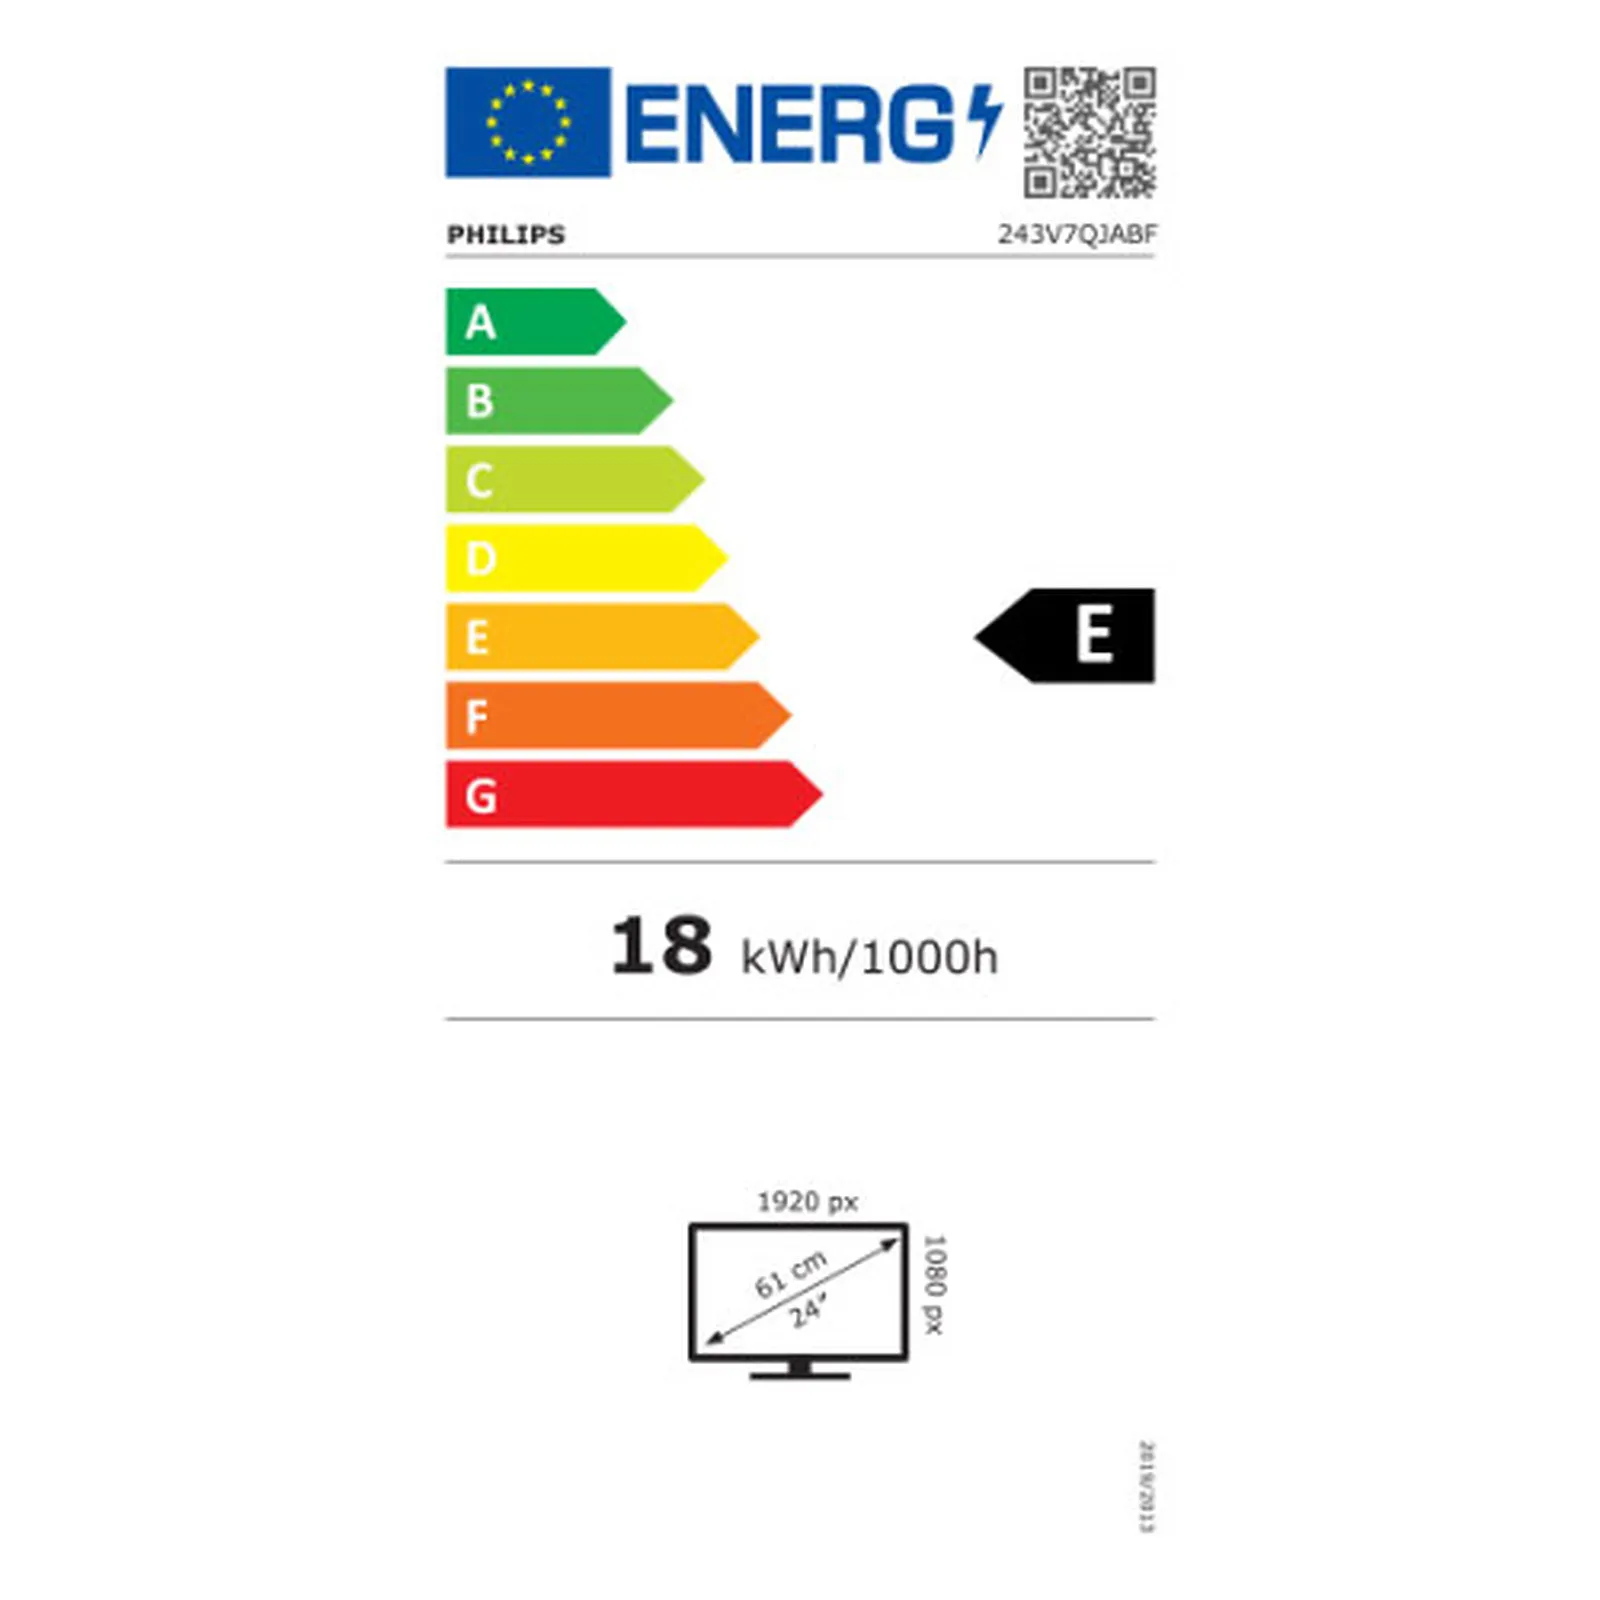 ENERG
PHILIPS
243V7QJABF
A
B
C
D
E
E
F
G
18 kWh/1000h
1920 px
1080 px
61 cm
24"
2019/2013